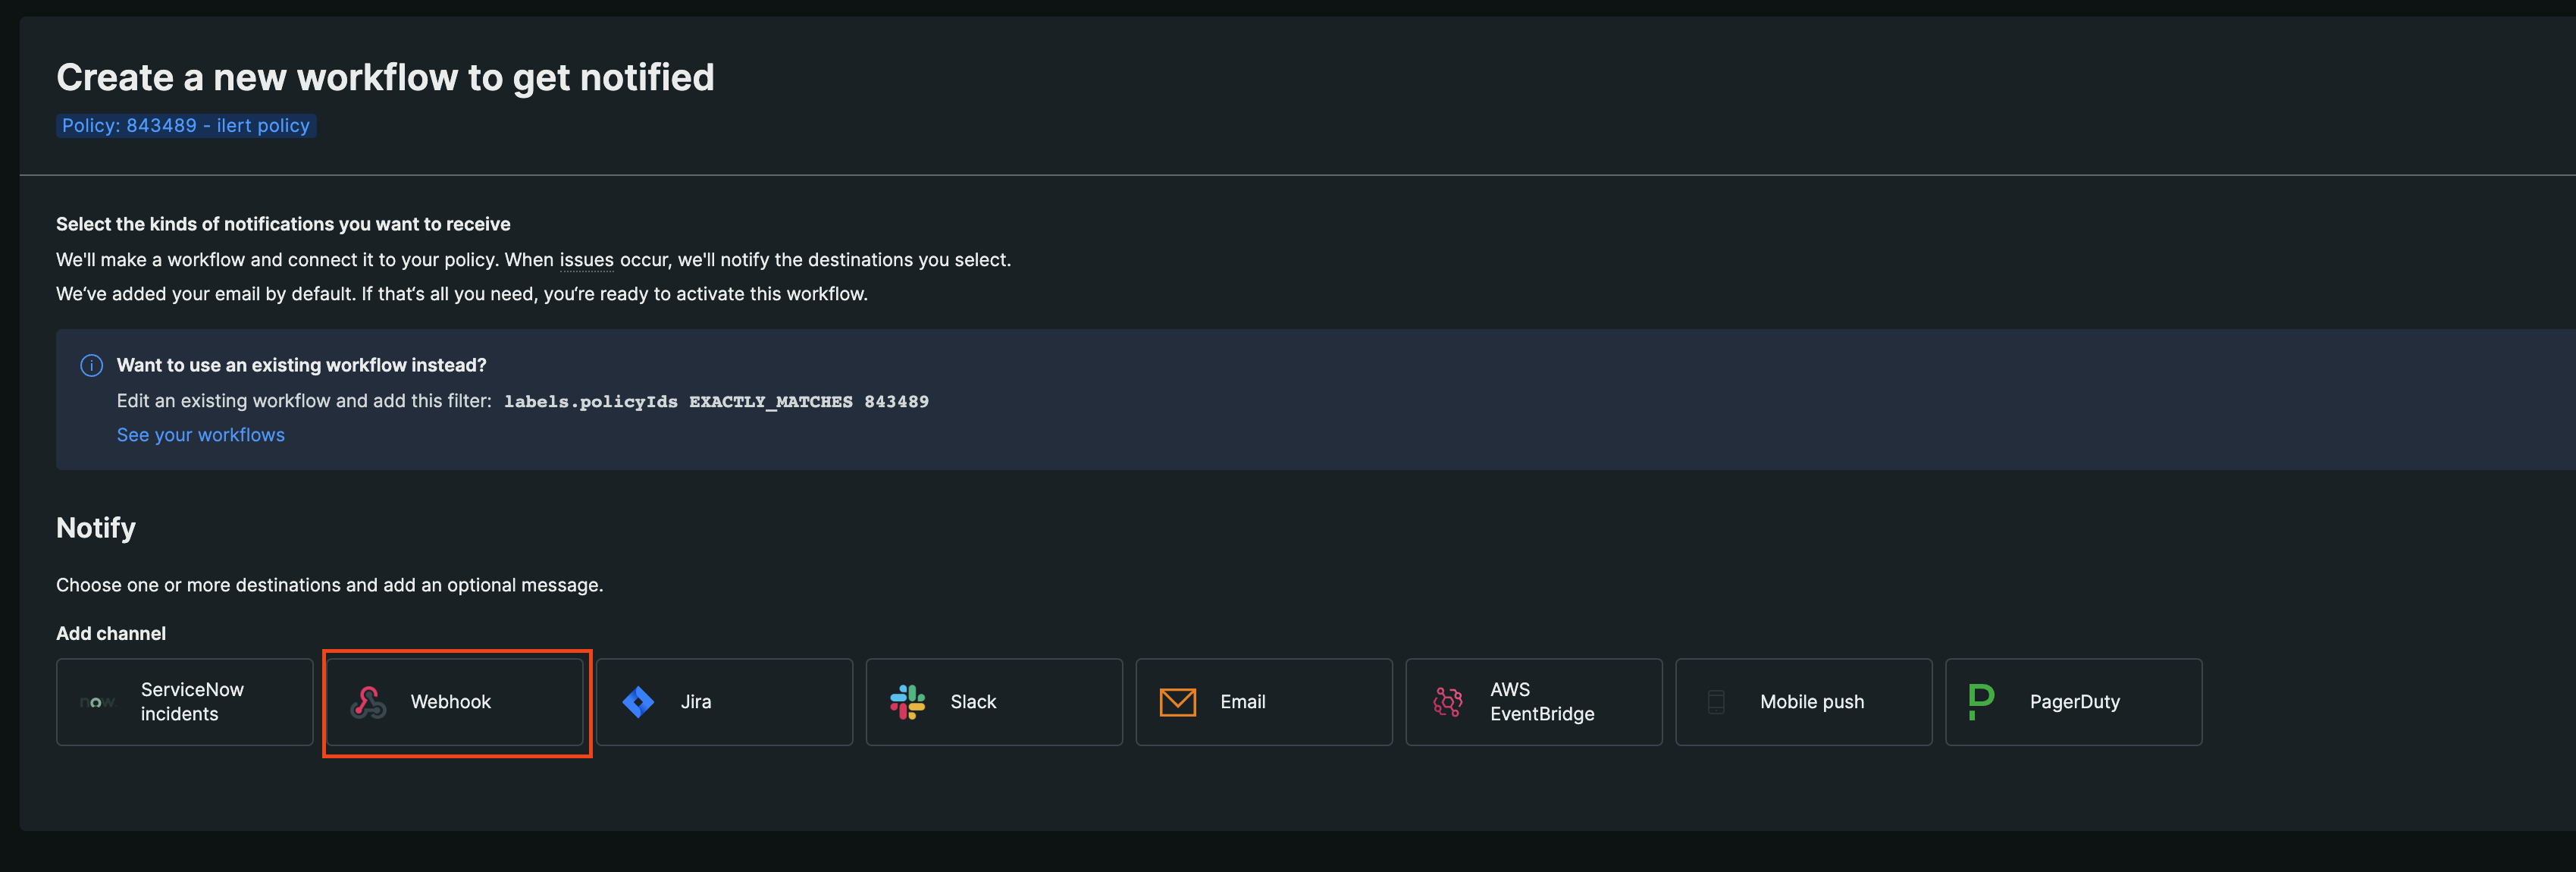 Create a new workflow to get notified
Policy: 843489 - ilert policy
Select the kinds of notifications you want to receive
We'll make a workflow and connect it to your policy. When issues occur, we'll notify the destinations you select.
We’ve added your email by default. If that‘s all you need, you‘re ready to activate this workflow.
Want to use an existing workflow instead?
Edit an existing workflow and add this filter: labels.policyIds EXACTLY_MATCHES 843489
See your workflows
Notify
Choose one or more destinations and add an optional message.
Add channel
now.
ServiceNow
incidents
Webhook
Jira
Slack
Email
AWS
EventBridge
Mobile push
PagerDuty